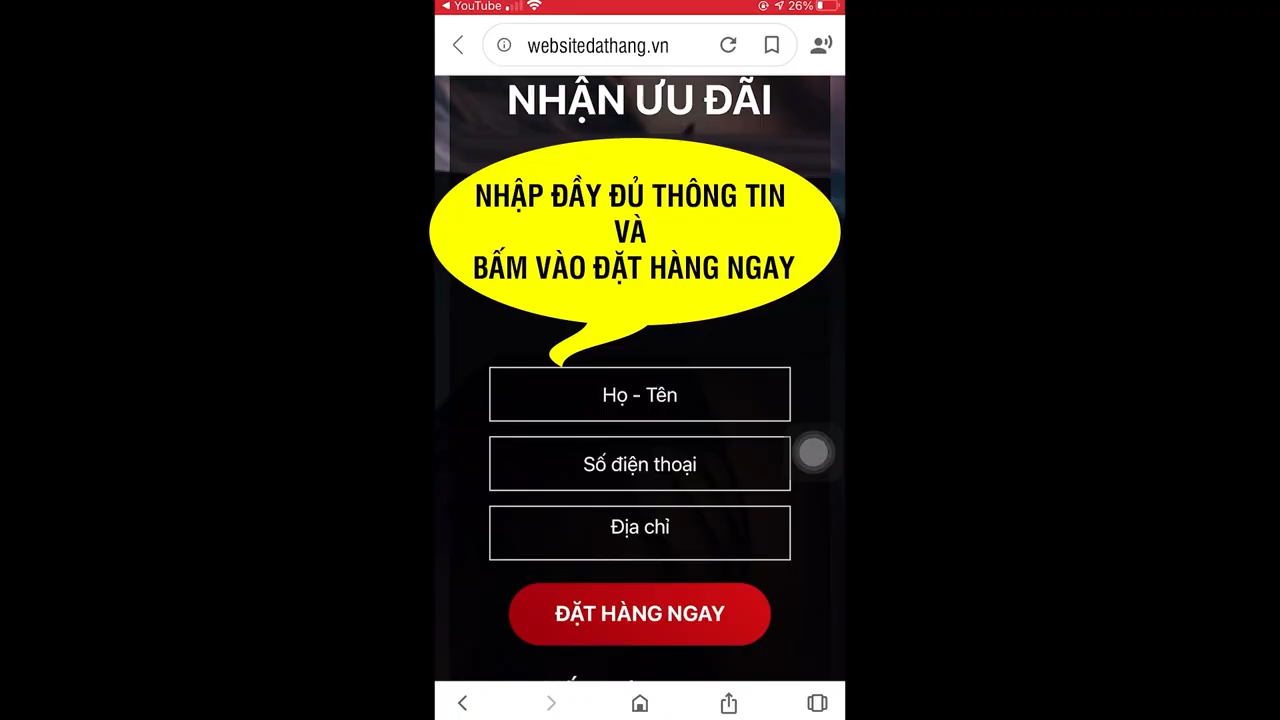 YouTube
26%
websitedathang.vn
NHẬN ƯU ĐÃI
NHẬP ĐẦY ĐỦ THÔNG TIN
VÀ
BẤM VÀO ĐẶT HÀNG NGAY
Họ - Tên
Số điện thoại
Địa chỉ
ĐẶT HÀNG NGAY